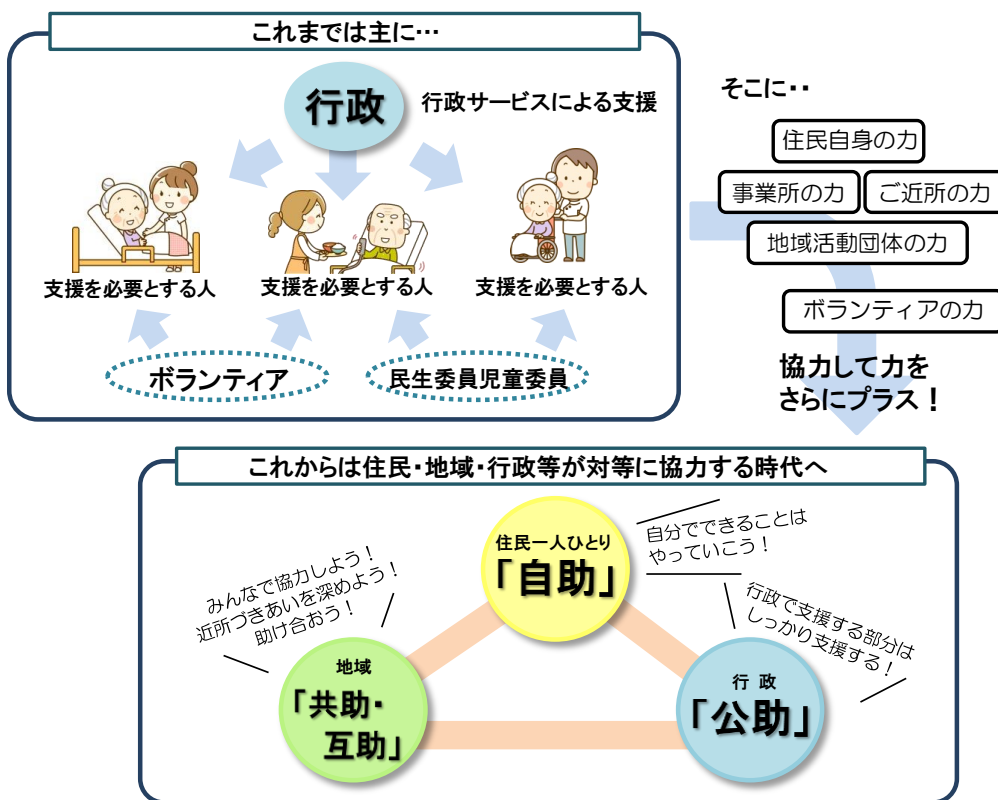 これまでは主に…
行政
行政サービスによる支援
支援を必要とする人
支援を必要とする人
支援を必要とする人
ボランティア
民生委員児童委員
そこに・・
住民自身の力
事業所の力
ご近所の力
地域活動団体の力
ボランティアの力
協力して力を
さらにプラス！
これからは住民・地域・行政等が対等に協力する時代へ
住民一人ひとり
「自助」
自分でできることは
やっていこう！
みんなで協力しよう！
近所づきあいを深めよう！
助け合おう！
地域
「共助・
互助」
行政で支援する部分は
しっかり支援する！
行 政
「公助」